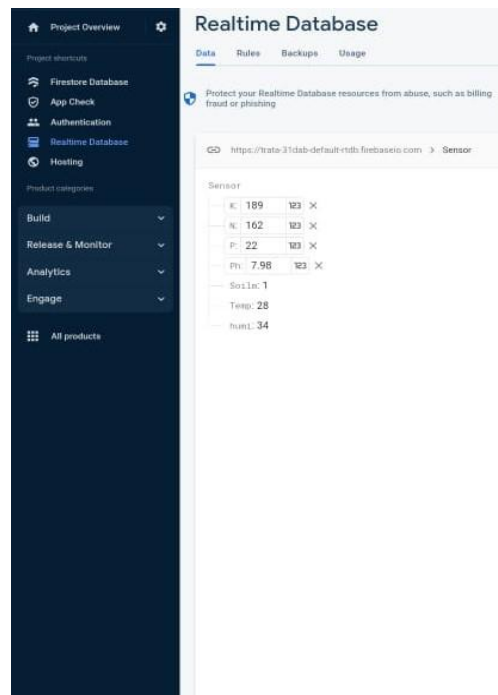 Project Overview
Project shortcuts
Firestore Database
App Check
Authentication
Realtime Database
Hosting
Product categories
Build
Release & Monitor
Analytics
Engage
All products
Realtime Database
Data Rules Backups Usage
Protect your Realtime Database resources from abuse, such as billing
fraud or phishing
https://trata-31dab-default-rtdb.firebaseio.com > Sensor
Sensor
K: 189 123
N: 162 123
P: 22 123
Ph: 7.98 123
Soilm: 1
Temp: 28
humi: 34